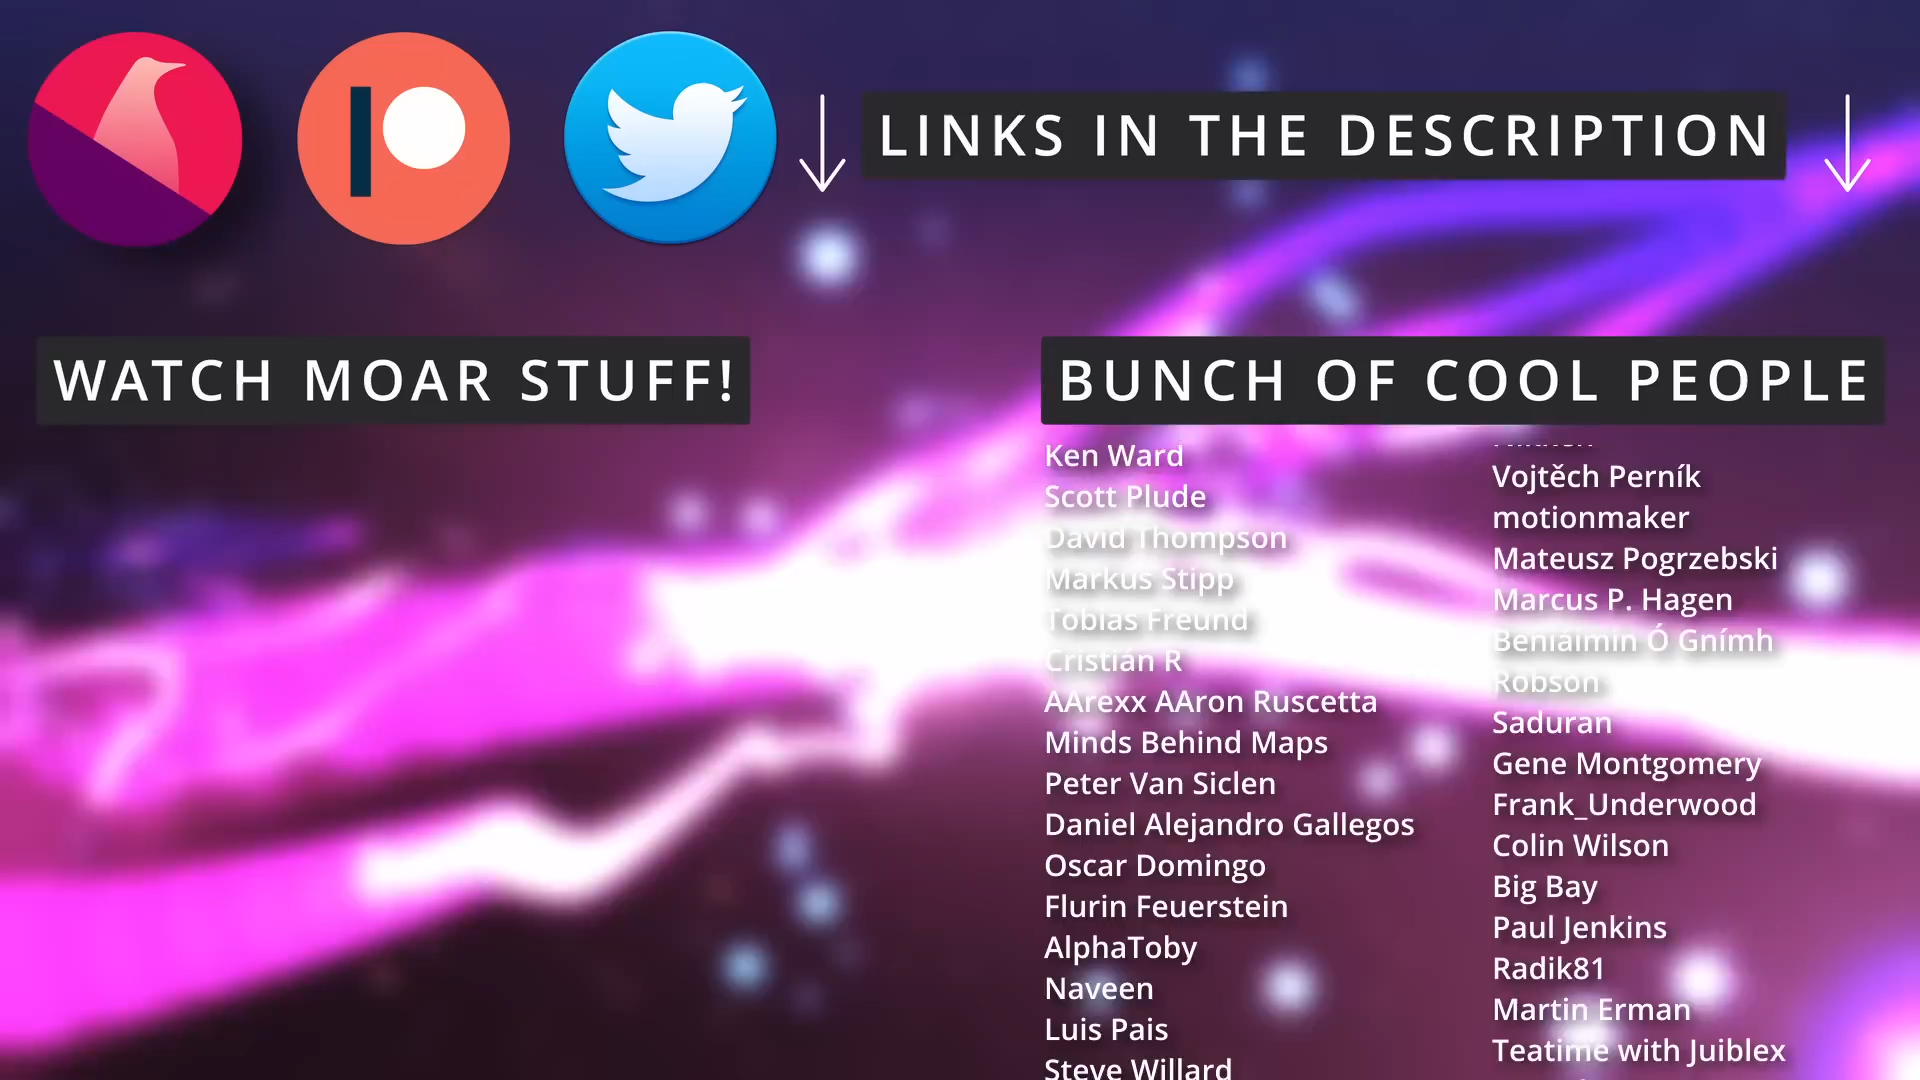 LINKS IN THE DESCRIPTION
WATCH MOAR STUFF!
BUNCH OF COOL PEOPLE
Ken Ward
Scott Plude
David Thompson
Markus Stipp
Tobias Freund
Cristián R
AArexx AAron Ruscetta
Minds Behind Maps
Peter Van Siclen
Daniel Alejandro Gallegos
Oscar Domingo
Flurin Feuerstein
AlphaToby
Naveen
Luis Pais
Steve Willard
Vojtěch Perník
motionmaker
Mateusz Pogrzebski
Marcus P. Hagen
Beniáimín Ó Gnímh
Robson
Saduran
Gene Montgomery
Frank_Underwood
Colin Wilson
Big Bay
Paul Jenkins
Radik81
Martin Erman
Teatime with Juiblex